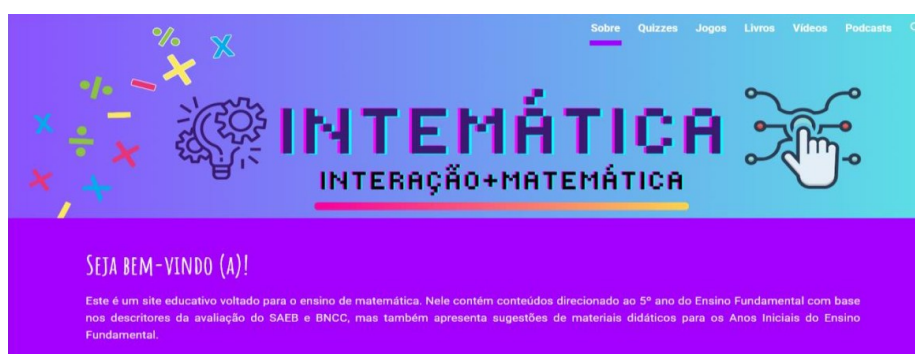 Sobre Quizzes Jogos Livros Vídeos Podcasts
INTEMÁTICA
INTERAÇÃO+MATEMÁTICA
SEJA BEM-VINDO (A)!
Este é um site educativo voltado para o ensino de matemática. Nele contém conteúdos direcionado ao 5º ano do Ensino Fundamental com base
nos descritores da avaliação do SAEB e BNCC, mas também apresenta sugestões de materiais didáticos para os Anos Iniciais do Ensino
Fundamental.